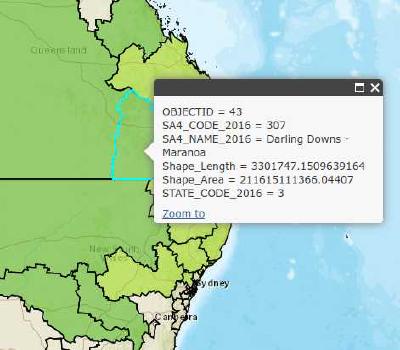 Queensland
OBJECTID = 43
SA4_CODE_2016 = 307
SA4_NAME_2016 = Darling Downs -
Maranoa
Shape_Length = 3301747.1509639164
Shape_Area = 211615111366.04407
STATE_CODE_2016 = 3
Zoom to
New South
Wales
Sydney
Canberra